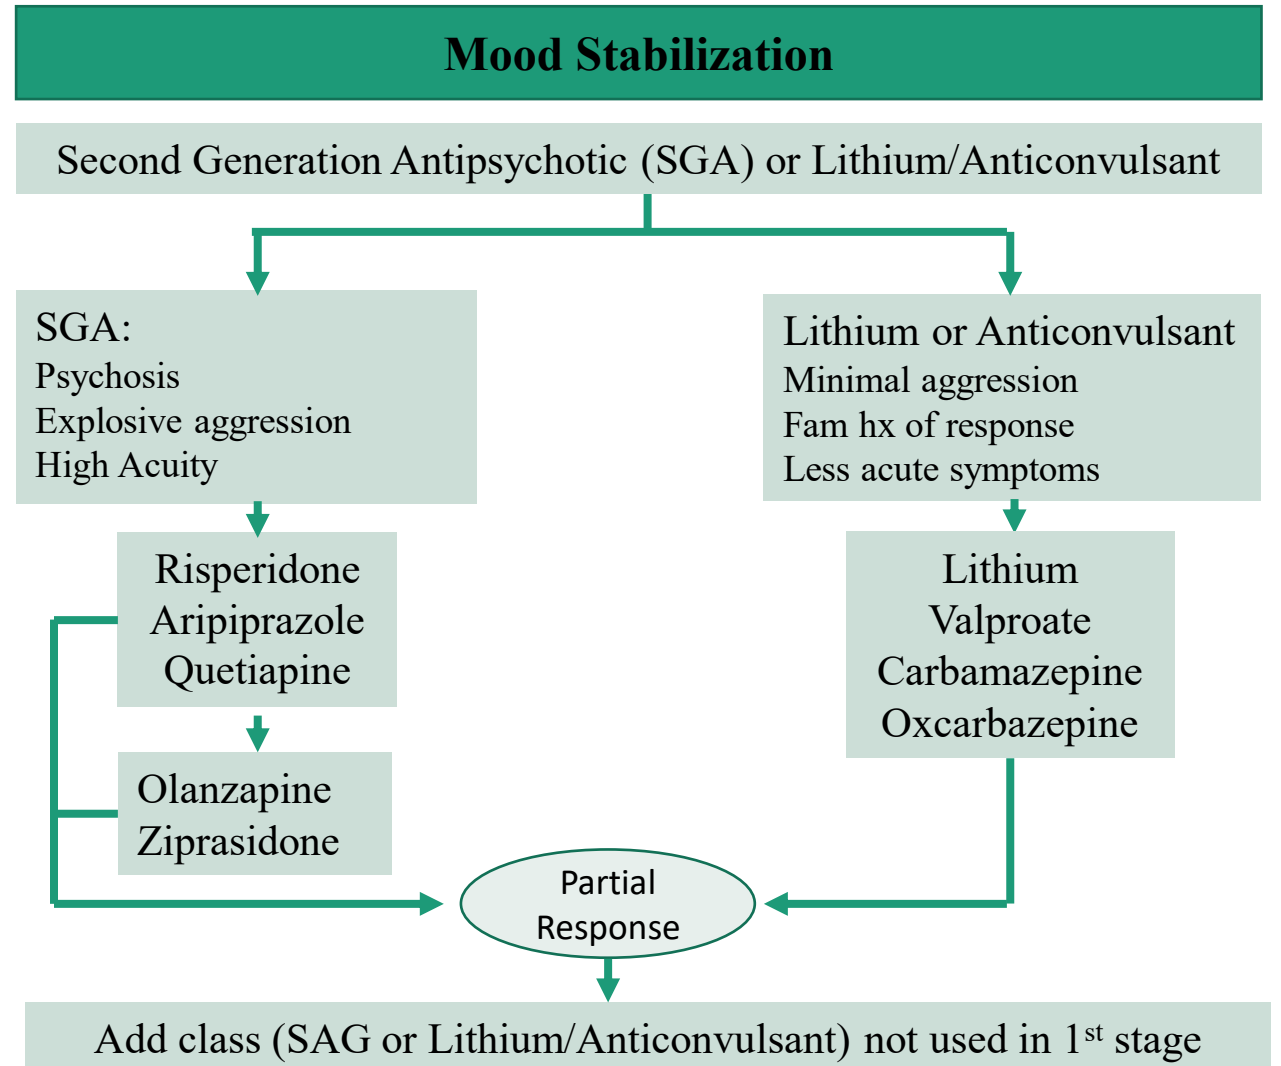 Mood Stabilization
Second Generation Antipsychotic (SGA) or Lithium/Anticonvulsant
SGA:
Psychosis
Explosive aggression
High Acuity
Lithium or Anticonvulsant
Minimal aggression
Fam hx of response
Less acute symptoms
Risperidone
Aripiprazole
Quetiapine
Lithium
Valproate
Carbamazepine
Oxcarbazepine
Olanzapine
Ziprasidone
Partial
Response
Add class (SAG or Lithium/Anticonvulsant) not used in 1st stage